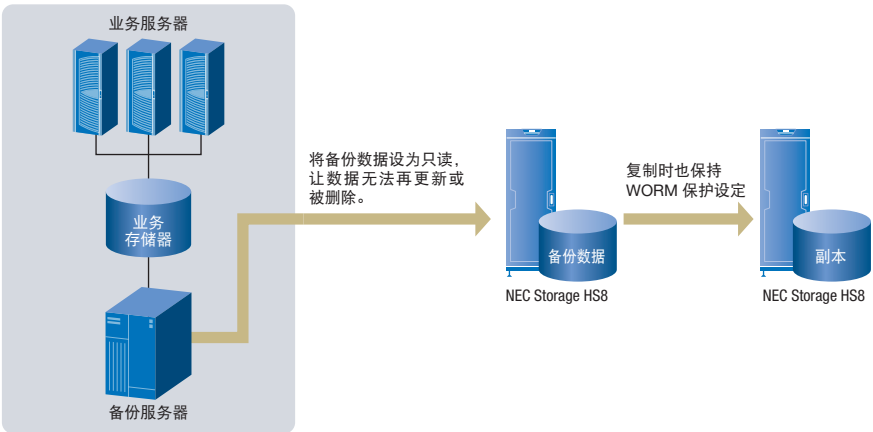 业务服务器
业务
存储器
备份服务器
将备份数据设为只读，
让数据无法再更新或
被删除。
备份数据
NEC Storage HS8
复制时也保持
WORM 保护设定
副本
NEC Storage HS8